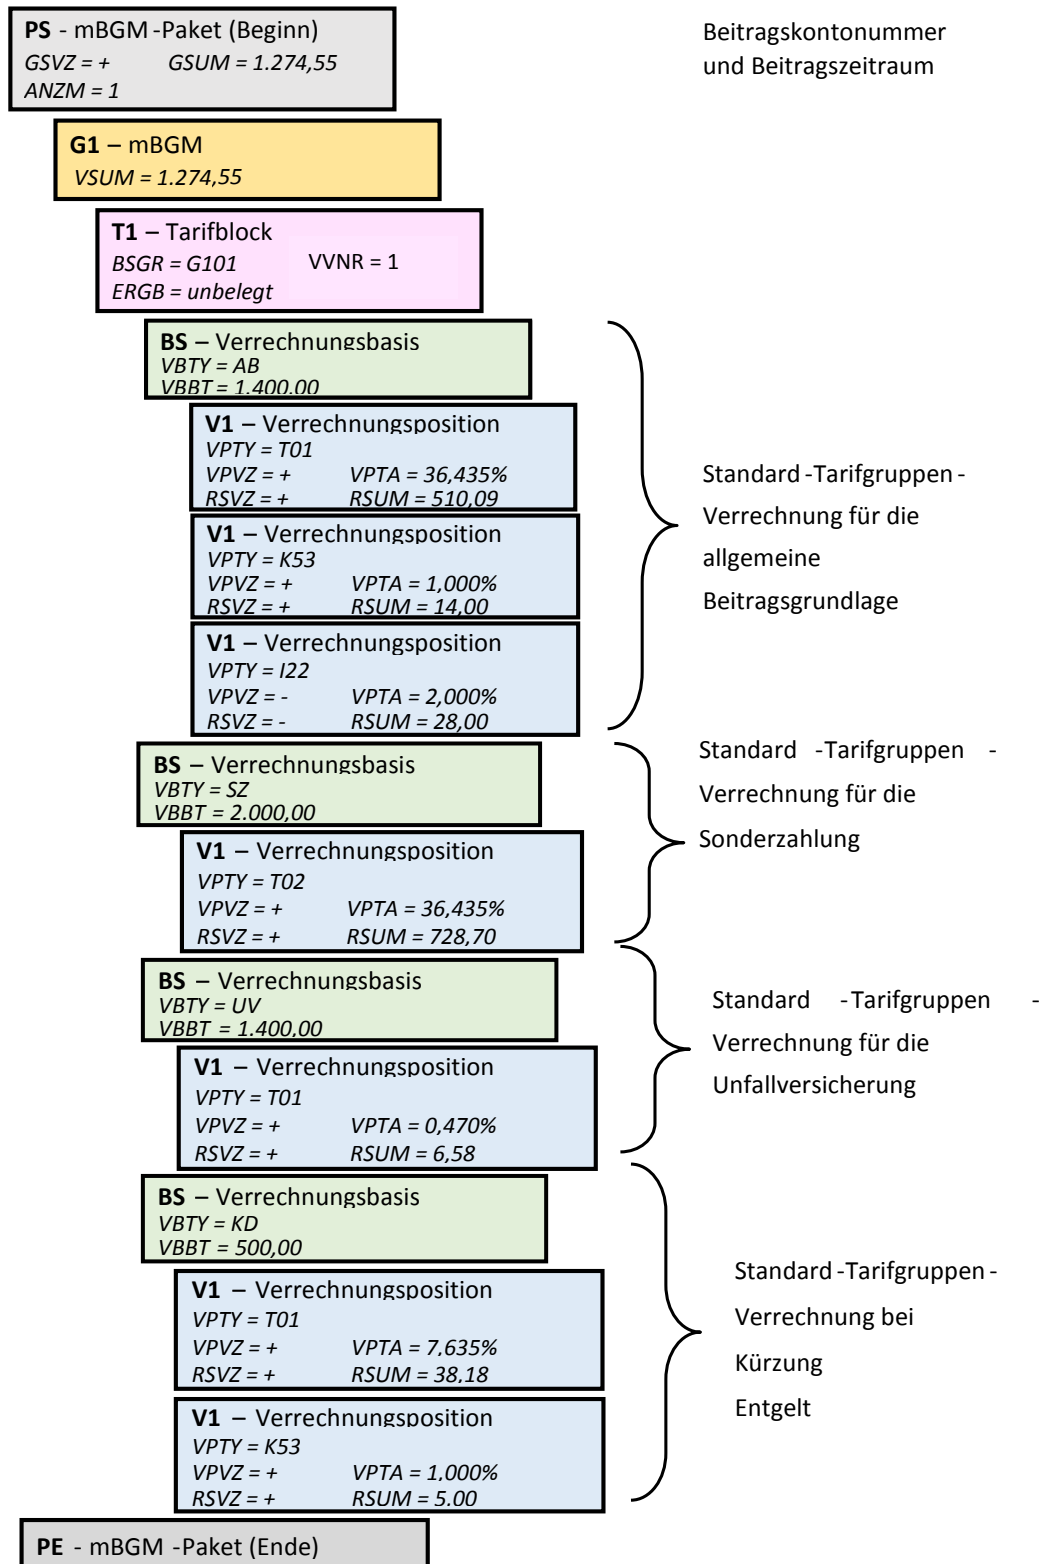 PS - mBGM -Paket (Beginn)
GSVZ = + GSUM = 1.274,55
ANZM = 1
Beitragskontonummer
und Beitragszeitraum
G1 – mBGM
VSUM = 1.274,55
T1 – Tarifblock
BSGR = G101 VVNR = 1
ERGB = unbelegt
BS – Verrechnungsbasis
VBTY = AB
VBBT = 1.400,00
V1 – Verrechnungsposition
VPTY = T01
VPVZ = + VPTA = 36,435%
RSVZ = + RSUM = 510,09
V1 – Verrechnungsposition
VPTY = K53
VPVZ = + VPTA = 1,000%
RSVZ = + RSUM = 14,00
V1 – Verrechnungsposition
VPTY = I22
VPVZ = - VPTA = 2,000%
RSVZ = - RSUM = 28,00
Standard -Tarifgruppen -
Verrechnung für die
allgemeine
Beitragsgrundlage
BS – Verrechnungsbasis
VBTY = SZ
VBBT = 2.000,00
V1 – Verrechnungsposition
VPTY = T02
VPVZ = + VPTA = 36,435%
RSVZ = + RSUM = 728,70
Standard -Tarifgruppen -
Verrechnung für die
Sonderzahlung
BS – Verrechnungsbasis
VBTY = UV
VBBT = 1.400,00
V1 – Verrechnungsposition
VPTY = T01
VPVZ = + VPTA = 0,470%
RSVZ = + RSUM = 6,58
Standard -Tarifgruppen -
Verrechnung für die
Unfallversicherung
BS – Verrechnungsbasis
VBTY = KD
VBBT = 500,00
V1 – Verrechnungsposition
VPTY = T01
VPVZ = + VPTA = 7,635%
RSVZ = + RSUM = 38,18
V1 – Verrechnungsposition
VPTY = K53
VPVZ = + VPTA = 1,000%
RSVZ = + RSUM = 5,00
Standard -Tarifgruppen -
Verrechnung bei
Kürzung
Entgelt
PE - mBGM -Paket (Ende)